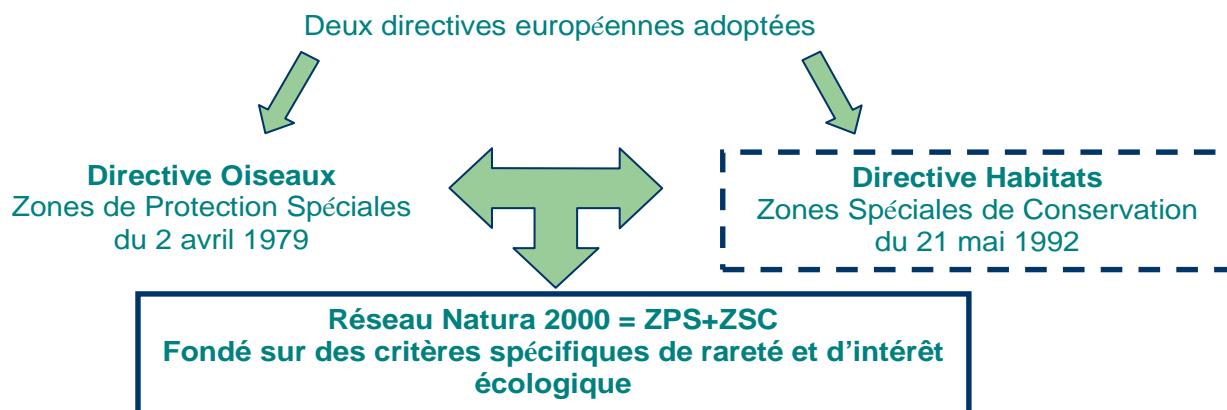 Deux directives européennes adoptées
Directive Oiseaux
Zones de Protection Spéciales
du 2 avril 1979
Directive Habitats
Zones Spéciales de Conservation
du 21 mai 1992
Réseau Natura 2000 = ZPS+ZSC
Fondé sur des critères spécifiques de rareté et d’intérêt
écologique